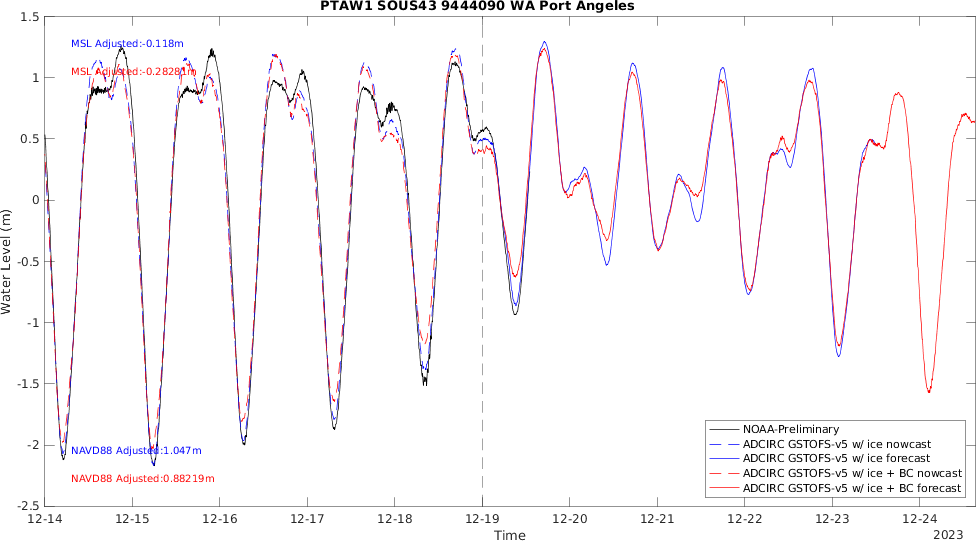 PTAW1 SOUS43 9444090 WA Port Angeles
1.5
1
0.5
0
-0.5
-1
-1.5
-2
-2.5
Water Level (m)
MSL Adjusted:-0.118m
MSL Adjusted:-0.28281m
NAVD88 Adjusted:1.047m
NAVD88 Adjusted:0.88219m
NOAA-Preliminary
ADCIRC GSTOFS-v5 w/ ice nowcast
ADCIRC GSTOFS-v5 w/ ice forecast
ADCIRC GSTOFS-v5 w/ ice + BC nowcast
ADCIRC GSTOFS-v5 w/ ice + BC forecast
12-14 12-15 12-16 12-17 12-18 12-19 12-20 12-21 12-22 12-23 12-24
Time 2023